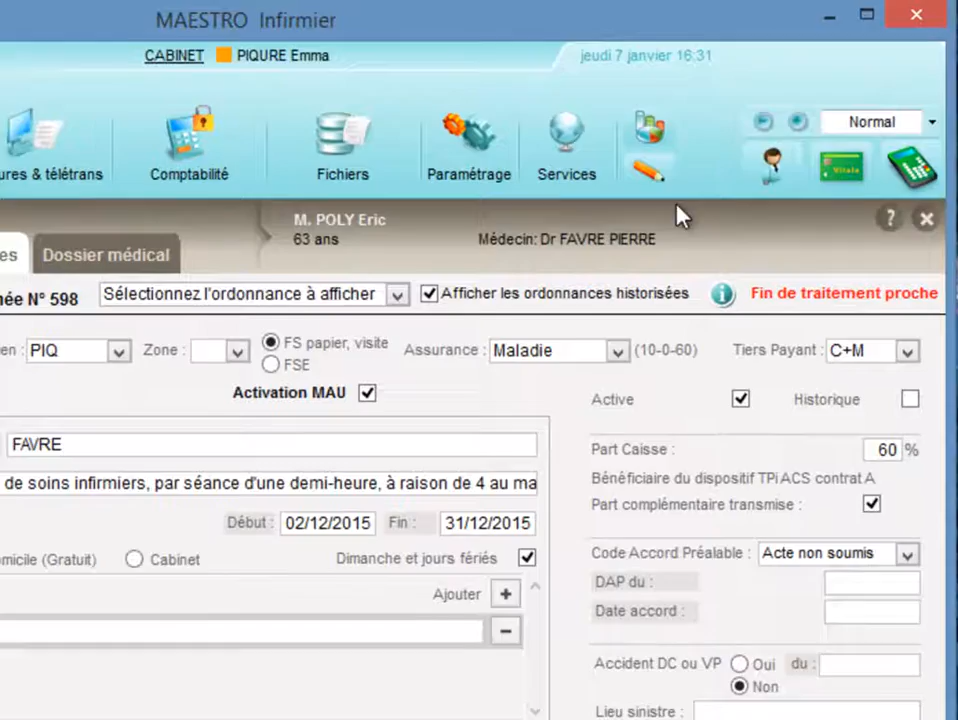 MAESTRO Infirmier
CABINET PIQURE Emma
jeudi 7 janvier 16:31
Normal
ures & télétrans
Comptabilité
Fichiers
Paramétrage
Services
Vitale
M. POLY Eric
63 ans
Médecin: Dr FAVRE PIERRE
? x
es
Dossier médical
née N° 598
Sélectionnez l'ordonnance à afficher
Afficher les ordonnances historisées
i
Fin de traitement proche
en : PIQ
Zone :
FS papier, visite
FSE
Assurance : Maladie (10-0-60)
Tiers Payant : C+M
Activation MAU
Active
Historique
FAVRE
Part Caisse : 60 %
Bénéficiaire du dispositif TPi ACS contrat A
de soins infirmiers, par séance d'une demi-heure, à raison de 4 au ma
Part complémentaire transmise :
Début : 02/12/2015 Fin : 31/12/2015
omicile (Gratuit)
Cabinet
Dimanche et jours fériés
Code Accord Préalable : Acte non soumis
Ajouter +
DAP du :
Date accord :
−
Accident DC ou VP Oui du :
Non
Lieu sinistre :